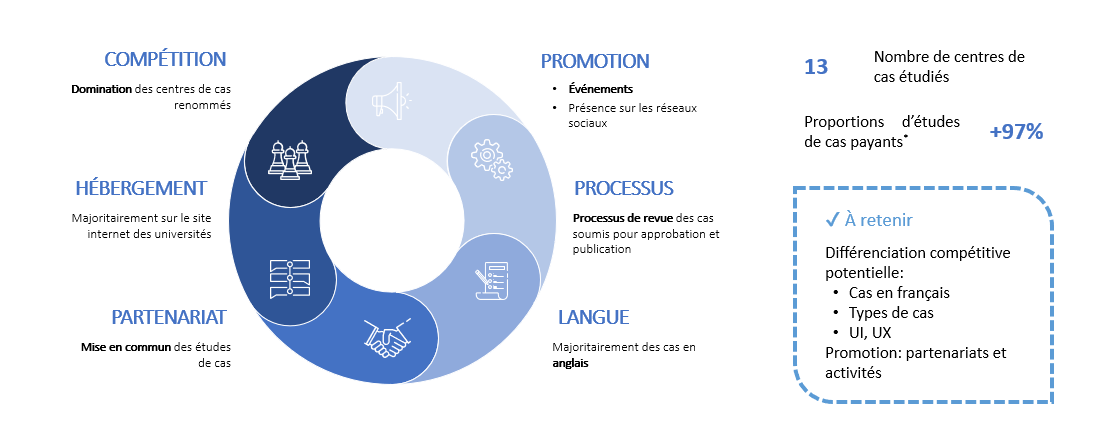 COMPÉTITION
Domination des centres de cas
renommés
HÉBERGEMENT
Majoritairement sur le site
internet des universités
PARTENARIAT
Mise en commun des études
de cas
PROMOTION
• Événements
• Présence sur les réseaux
sociaux
PROCESSUS
Processus de revue des cas
soumis pour approbation et
publication
LANGUE
Majoritairement des cas en
anglais
13
Nombre de centres de
cas étudiés
Proportions d'études
de cas payants*
+97%
✓ À retenir
Différenciation compétitive
potentielle:
• Cas en français
• Types de cas
• UI, UX
Promotion: partenariats et
activités